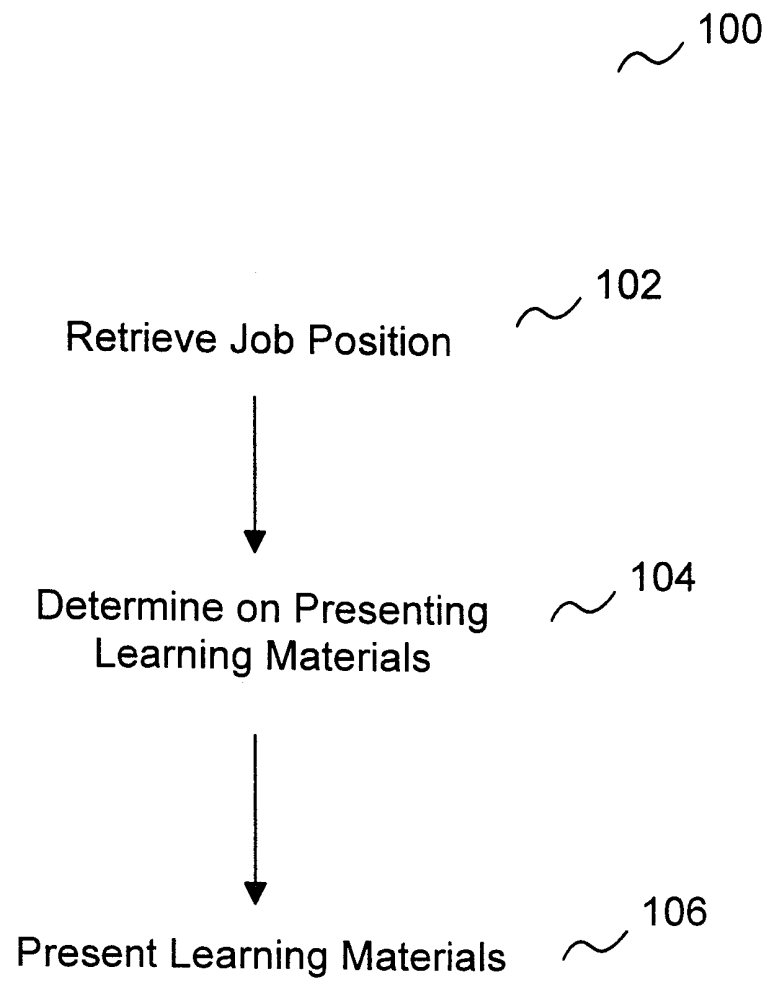 100
102
Retrieve Job Position
104
Determine on Presenting
Learning Materials
106
Present Learning Materials